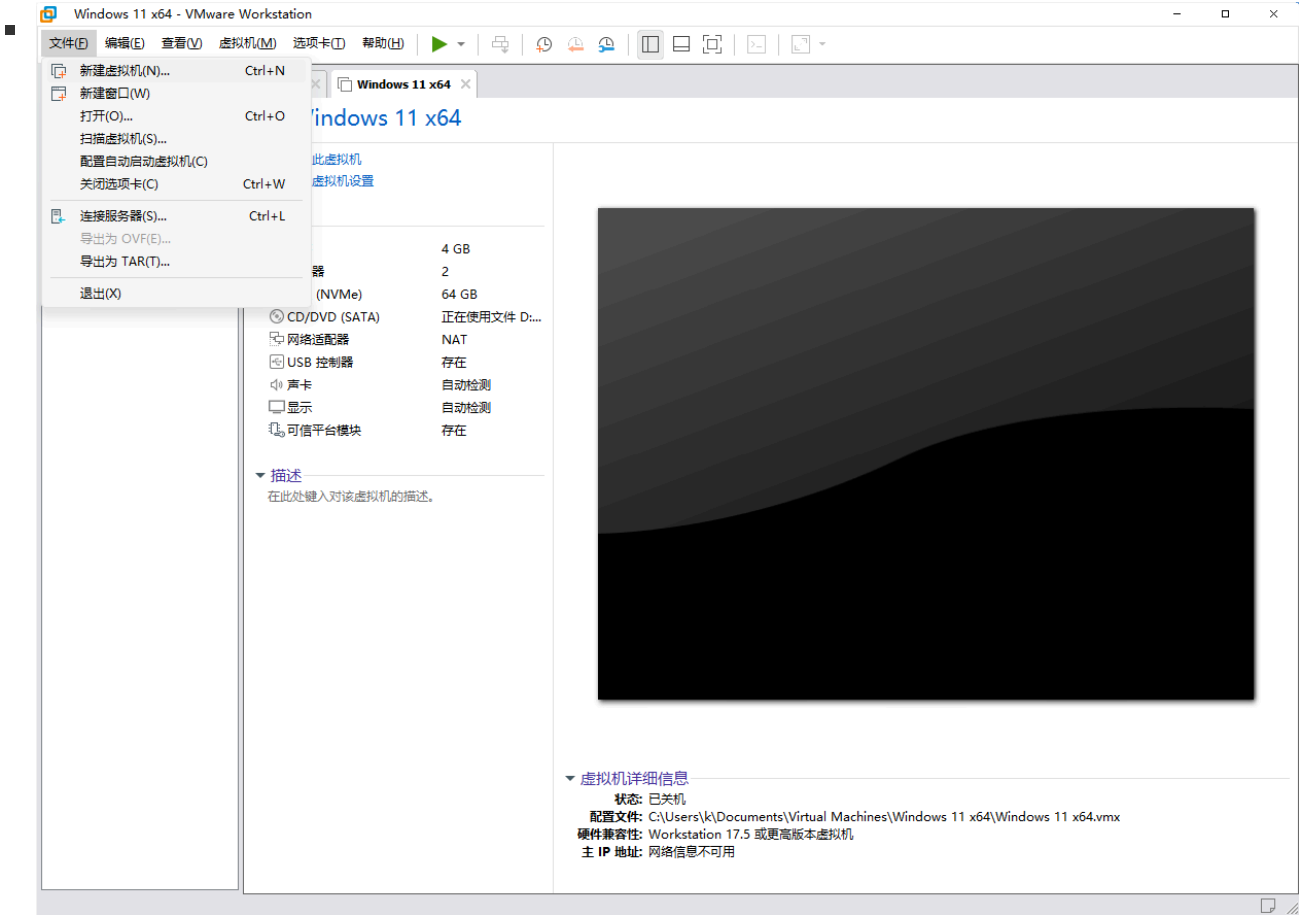 Windows 11 x64 - VMware Workstation
文件(F) 编辑(E) 查看(V) 虚拟机(M) 选项卡(T) 帮助(H)
新建虚拟机(N)... Ctrl+N
新建窗口(W)
打开(O)... Ctrl+O
扫描虚拟机(S)...
配置自动启动虚拟机(C)
关闭选项卡(C) Ctrl+W
连接服务器(S)... Ctrl+L
导出为 OVF(E)...
导出为 TAR(T)...
退出(X)
Windows 11 x64
indows 11 x64
此虚拟机
虚拟机设置
4 GB
器 2
(NVMe) 64 GB
CD/DVD (SATA) 正在使用文件 D:...
网络适配器 NAT
USB 控制器 存在
声卡 自动检测
显示 自动检测
可信平台模块 存在
描述
在此处键入对该虚拟机的描述。
虚拟机详细信息
状态: 已关机
配置文件: C:\Users\k\Documents\Virtual Machines\Windows 11 x64\Windows 11 x64.vmx
硬件兼容性: Workstation 17.5 或更高版本虚拟机
主 IP 地址: 网络信息不可用